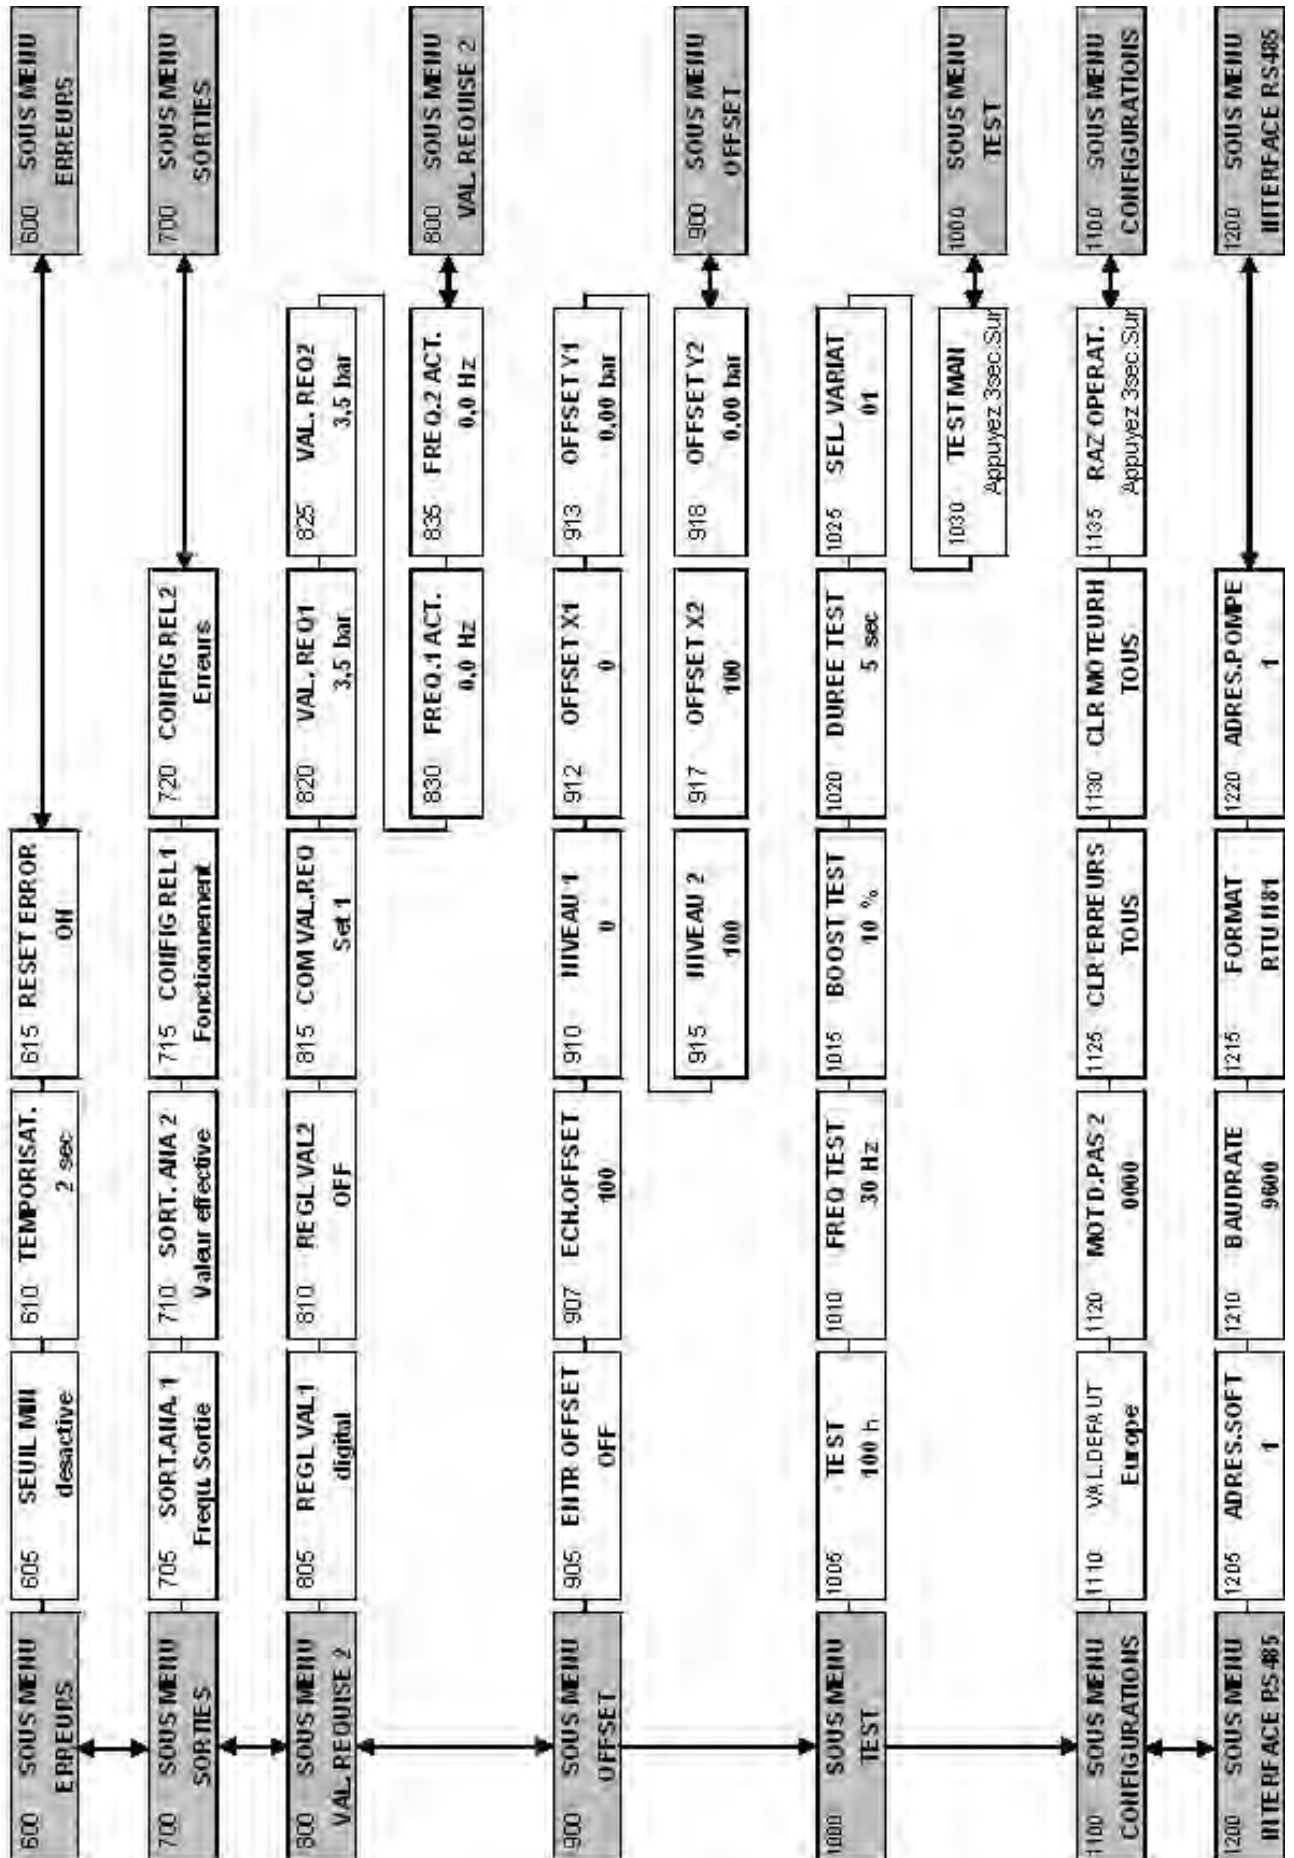 600 SOUS MENU
ERREURS
605 SEUIL MIN
desactive
610 TEMPORISAT.
2 sec
615 RESET ERROR
ON
600 SOUS MENU
ERREURS
700 SOUS MENU
SORTIES
705 SORT.ANA. 1
Frequ. Sortie
710 SORT. ANA 2
Valeur effective
715 CONFIG REL1
Fonctionnement
720 CONFIG REL2
Erreurs
700 SOUS MENU
SORTIES
800 SOUS MENU
VAL. REQUISE 2
805 REGL VAL1
digital
810 REGL VAL2
OFF
815 COM VAL.REQ
Set 1
820 VAL. REQ1
3.5 bar
825 VAL. REQ2
3.5 bar
830 FREQ.1 ACT.
0.0 Hz
835 FREQ.2 ACT.
0.0 Hz
800 SOUS MENU
VAL. REQUISE 2
900 SOUS MENU
OFFSET
905 ENTR OFFSET
OFF
907 ECH.OFFSET
100
910 NIVEAU 1
0
912 OFFSET X1
0
913 OFFSET Y1
0.00 bar
915 NIVEAU 2
100
917 OFFSET X2
100
918 OFFSET Y2
0.00 bar
900 SOUS MENU
OFFSET
1000 SOUS MENU
TEST
1005 TEST
100 h
1010 FREQ TEST
30 Hz
1015 BOOST TEST
10 %
1020 DUREE TEST
5 sec
1025 SEL. VARIAT
01
1030 TEST MAN
Appuyez 3sec.Sur
1000 SOUS MENU
TEST
1100 SOUS MENU
CONFIGURATIONS
1110 VAL.DEFAUT
Europe
1120 MOT D.PAS 2
0000
1125 CLR ERREURS
TOUS
1130 CLR MOTEURH
TOUS
1135 RAZ OPERAT.
Appuyez 3sec.Sur
1100 SOUS MENU
CONFIGURATIONS
1200 SOUS MENU
INTERFACE RS485
1205 ADRES.SOFT
1
1210 BAUDRATE
9600
1215 FORMAT
RTU N81
1220 ADRES.POMPE
1
1200 SOUS MENU
INTERFACE RS485